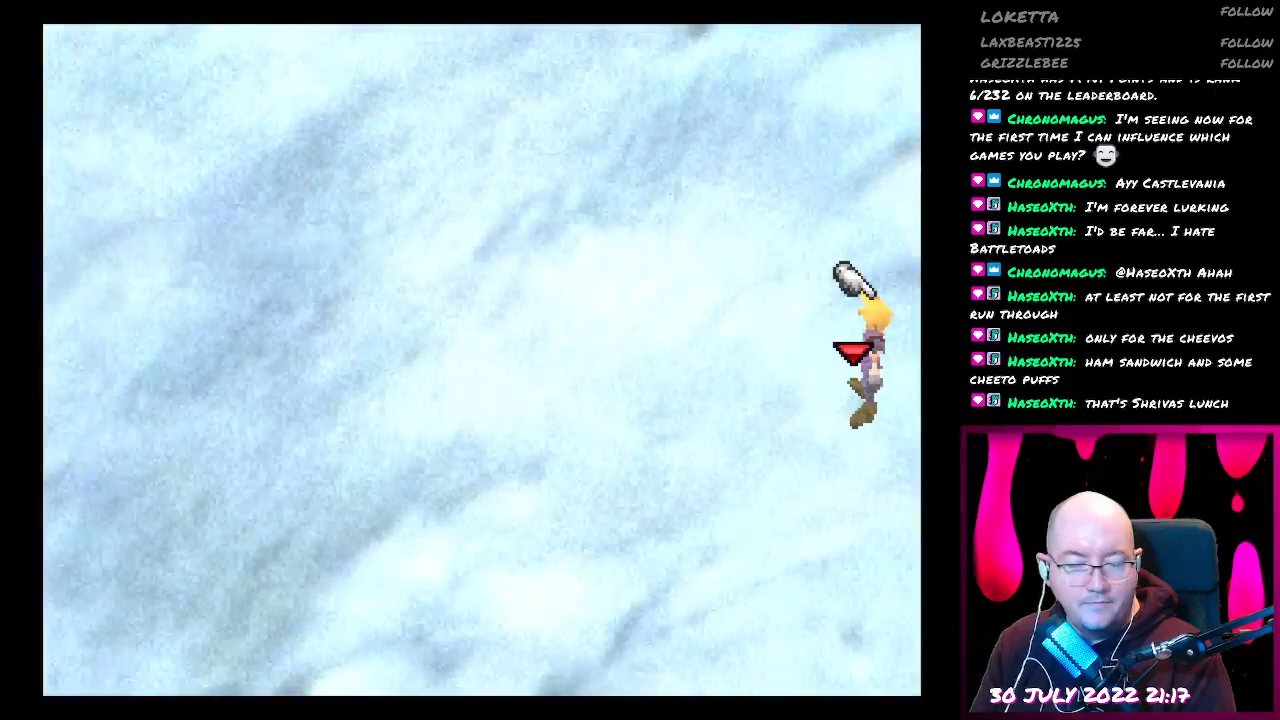 LOKETTA FOLLOW
LAXBEAST1225 FOLLOW
GRIZZLEBEE FOLLOW
6/232 ON THE LEADERBOARD.
CHRONOMAGUS: I'M SEEING NOW FOR
THE FIRST TIME I CAN INFLUENCE WHICH
GAMES YOU PLAY?
CHRONOMAGUS: AYY CASTLEVANIA
HASEOXTH: I'M FOREVER LURKING
HASEOXTH: I'D BE FAR... I HATE
BATTLETOADS
CHRONOMAGUS: @HASEOXTH AHAH
HASEOXTH: AT LEAST NOT FOR THE FIRST
RUN THROUGH
HASEOXTH: ONLY FOR THE CHEEVOS
HASEOXTH: HAM SANDWICH AND SOME
CHEETO PUFFS
HASEOXTH: THAT'S SHRIVAS LUNCH
30 JULY 2022 21:17